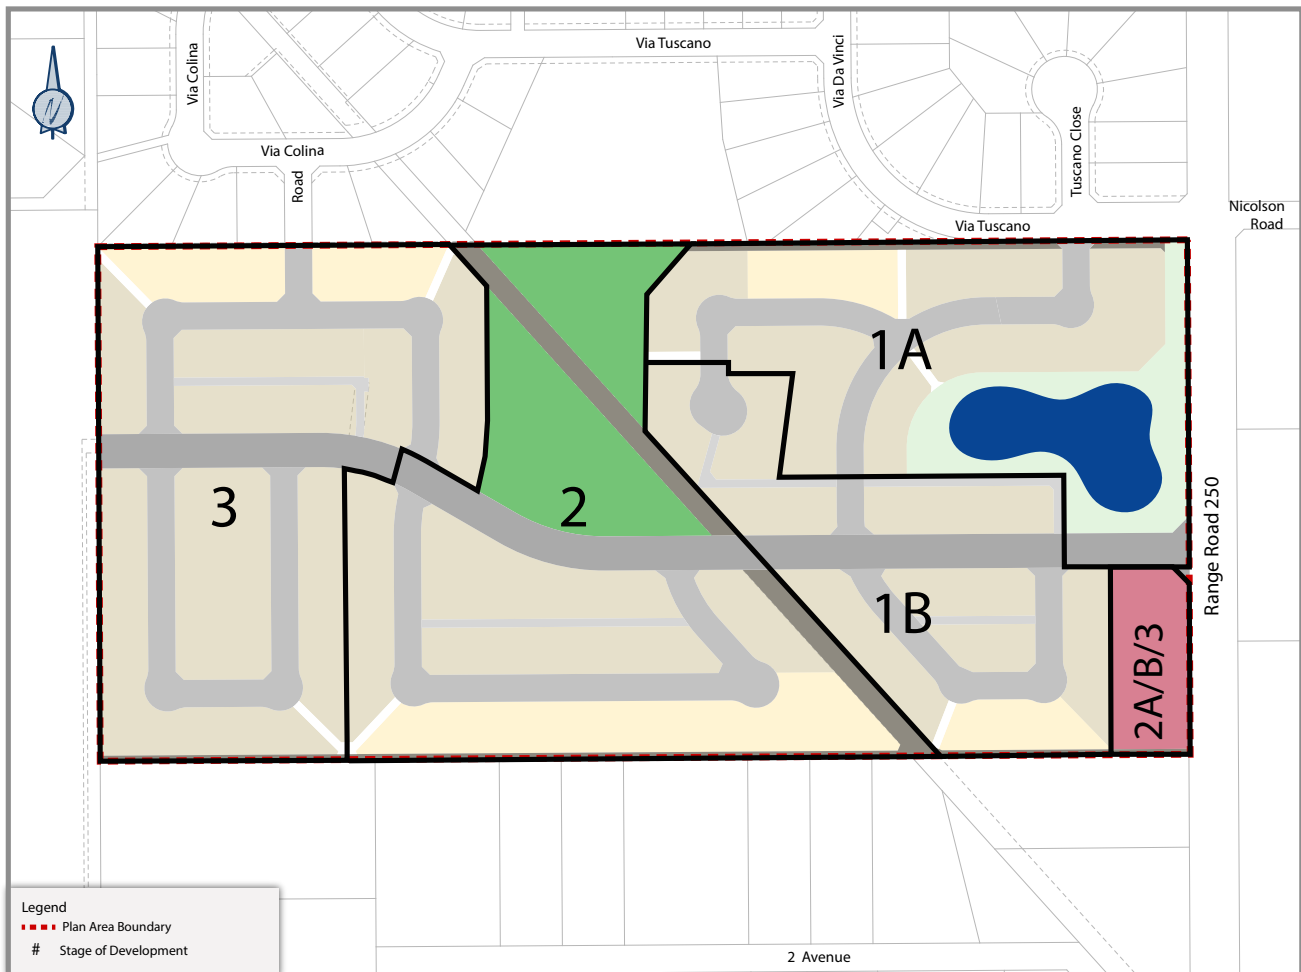 Via Tuscano
Via Colina
Via Da Vinci
Tuscano Close
Via Colina
Road
Nicolson
Road
Via Tuscano
N
1A
3
2
1B
2A/B/3
Range Road 250
Legend
Plan Area Boundary
# Stage of Development
2 Avenue